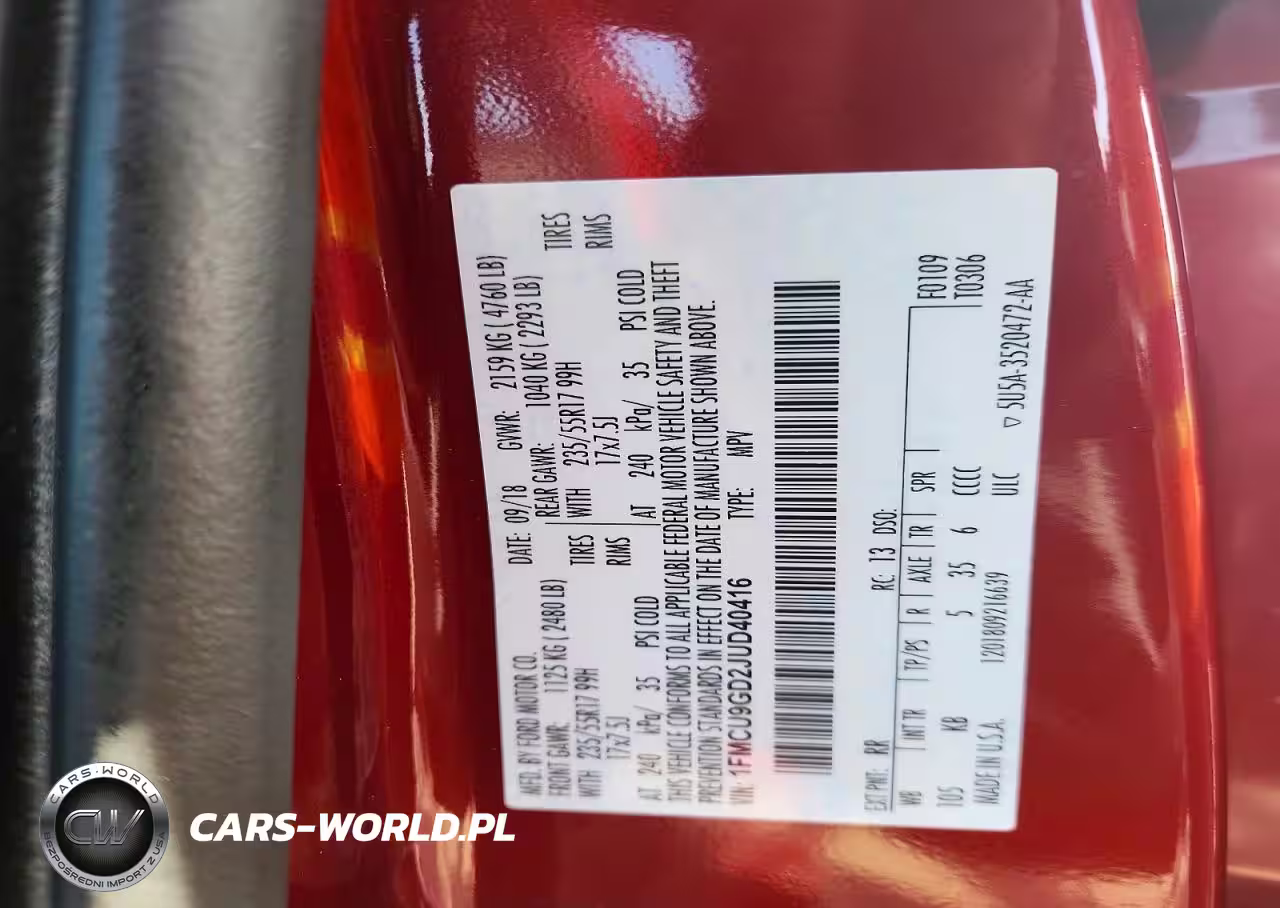 MFD. BY FORD MOTOR CO. DATE: 09/18 GVWR: 2159 KG ( 4760 LB)
FRONT GAWR: 1125 KG ( 2480 LB) REAR GAWR: 1040 KG ( 2293 LB)
WITH 235/55R17 99H TIRES WITH 235/55R17 99H TIRES
17x7.5J RIMS 17x7.5J RIMS
AT 240 kPa/ 35 PSI COLD AT 240 kPa/ 35 PSI COLD
THIS VEHICLE CONFORMS TO ALL APPLICABLE FEDERAL MOTOR VEHICLE SAFETY AND THEFT
PREVENTION STANDARDS IN EFFECT ON THE DATE OF MANUFACTURE SHOWN ABOVE.
VIN: 1FMCU9GD2JUD40416 TYPE: MPV
EXT PNT: RR RC: 13 DSO:
WB INT TR TP/PS R AXLE TR SPR F0109
105 KB 5 35 6 CCCC T0306
MADE IN U.S.A. 1201809216639 ULC ▽ 5U5A-3520472-AA
CARS-WORLD
CW
BEZPOŚREDNI IMPORT Z USA
CARS-WORLD.PL